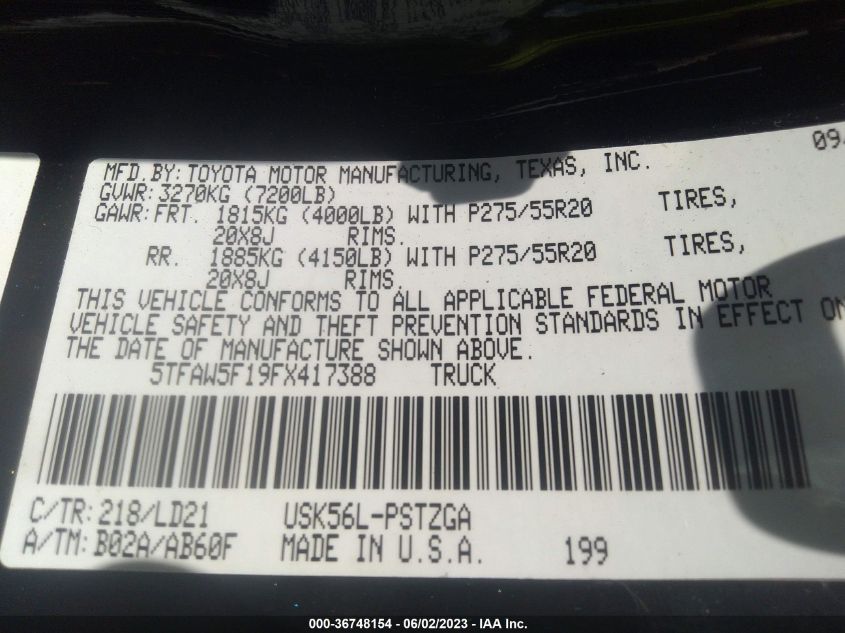 09.
MFD.BY: TOYOTA MOTOR MANUFACTURING, TEXAS, INC.
GVWR: 3270KG (7200LB)
GAWR: FRT. 1815KG (4000LB) WITH P275/55R20 TIRES,
20X8J RIMS.
RR. 1885KG (4150LB) WITH P275/55R20 TIRES,
20X8J RIMS.
THIS VEHICLE CONFORMS TO ALL APPLICABLE FEDERAL MOTOR
VEHICLE SAFETY AND THEFT PREVENTION STANDARDS IN EFFECT ON
THE DATE OF MANUFACTURE SHOWN ABOVE.
5TFAW5F19FX417388 TRUCK
C/TR: 218/LD21 USK56L-PSTZGA
A/TM: B02A/AB60F MADE IN U.S.A. 199
000-36748154 - 06/02/2023 - IAA Inc.